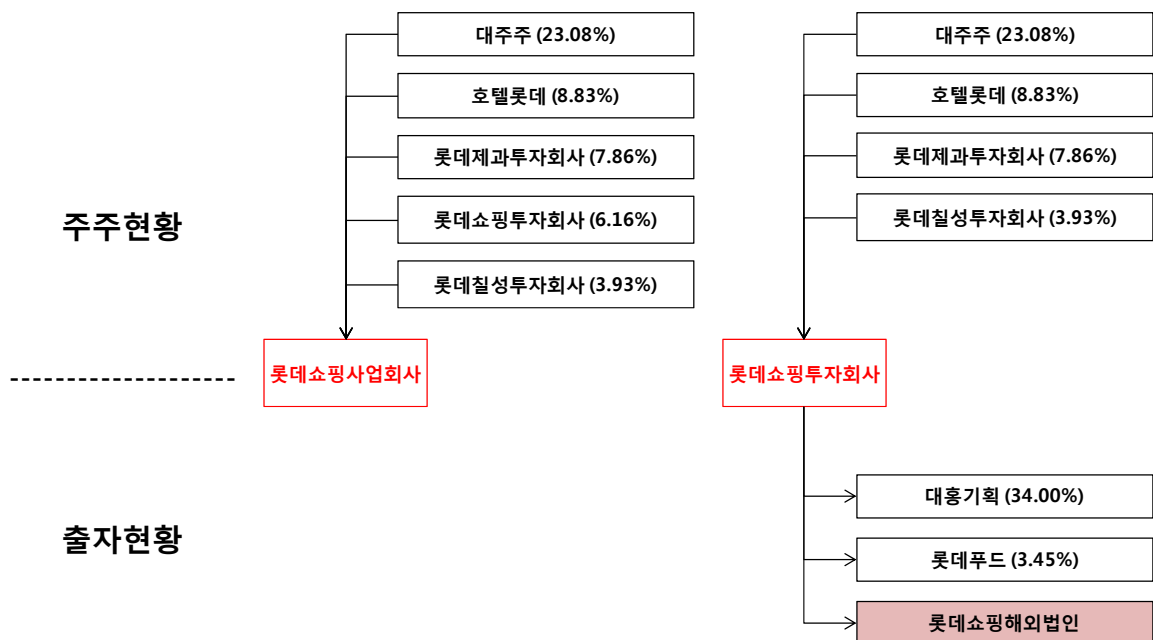 대주주 (23.08%)
호텔롯데 (8.83%)
롯데제과투자회사 (7.86%)
롯데쇼핑투자회사 (6.16%)
롯데칠성투자회사 (3.93%)
대주주 (23.08%)
호텔롯데 (8.83%)
롯데제과투자회사 (7.86%)
롯데칠성투자회사 (3.93%)
주주현황
롯데쇼핑사업회사
롯데쇼핑투자회사
출자현황
대홍기획 (34.00%)
롯데푸드 (3.45%)
롯데쇼핑해외법인